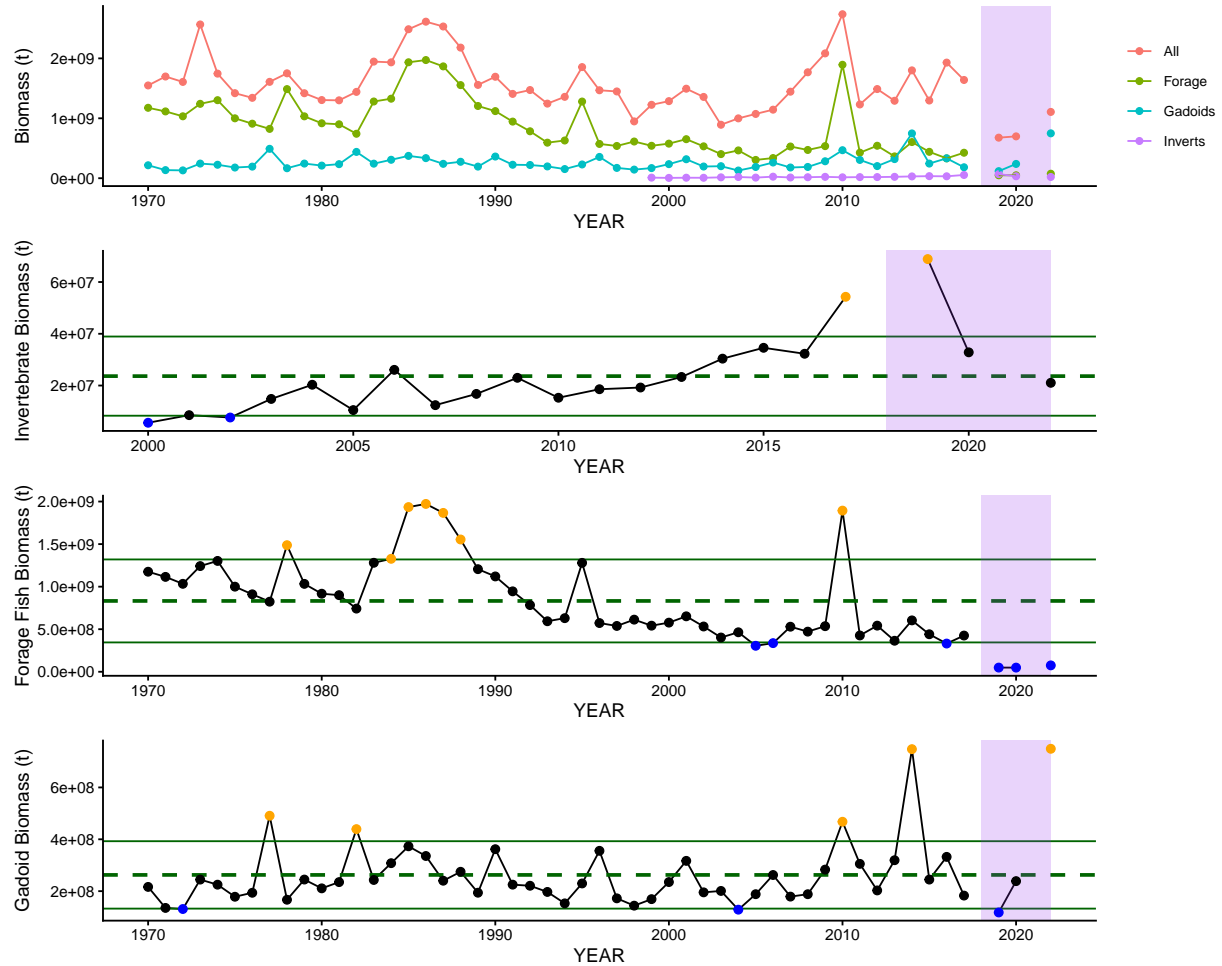 Biomass (t)
2e+09
1e+09
0e+00
1970 1980 1990 2000 2010 2020
YEAR
All
Forage
Gadoids
Inverts
Invertebrate Biomass (t)
6e+07
4e+07
2e+07
2000 2005 2010 2015 2020
YEAR
Forage Fish Biomass (t)
2.0e+09
1.5e+09
1.0e+09
5.0e+08
0.0e+00
1970 1980 1990 2000 2010 2020
YEAR
Gadoid Biomass (t)
6e+08
4e+08
2e+08
1970 1980 1990 2000 2010 2020
YEAR